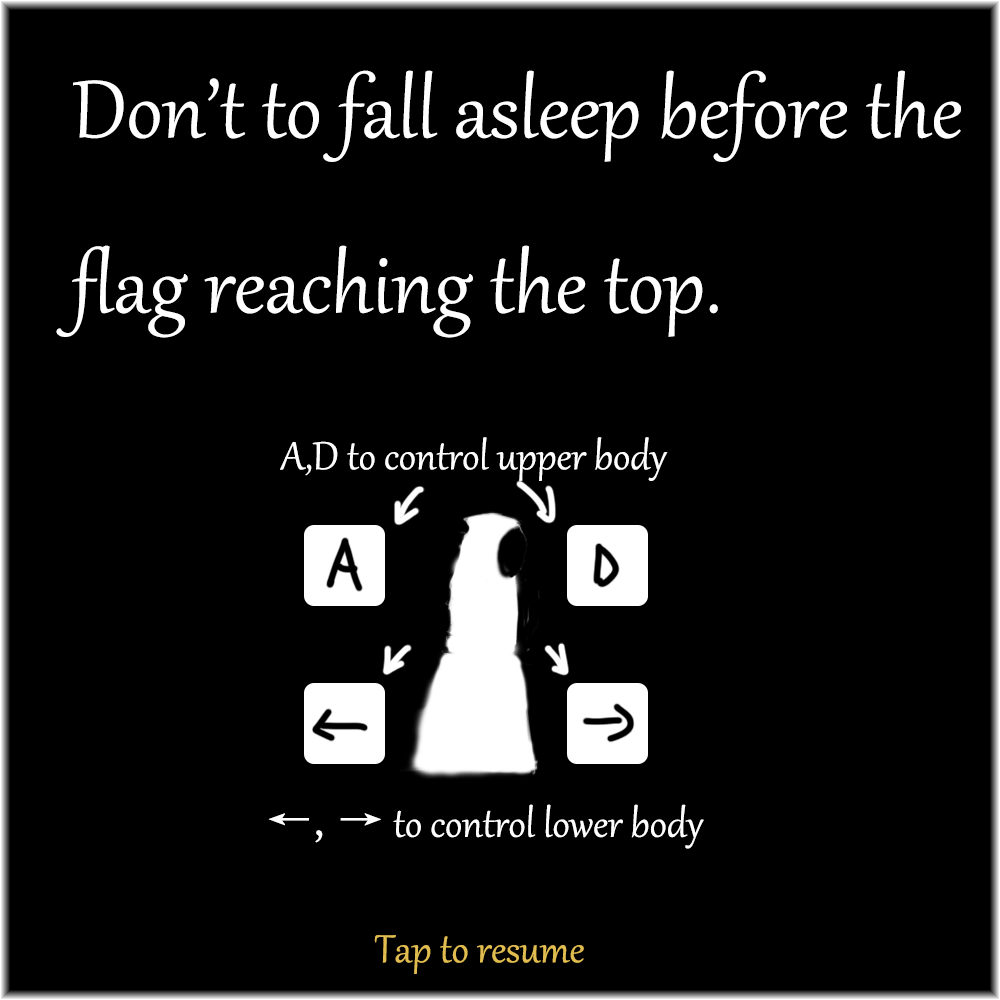 Don't to fall asleep before the
flag reaching the top.
A,D to control upper body
A D
← →
←, → to control lower body
Tap to resume